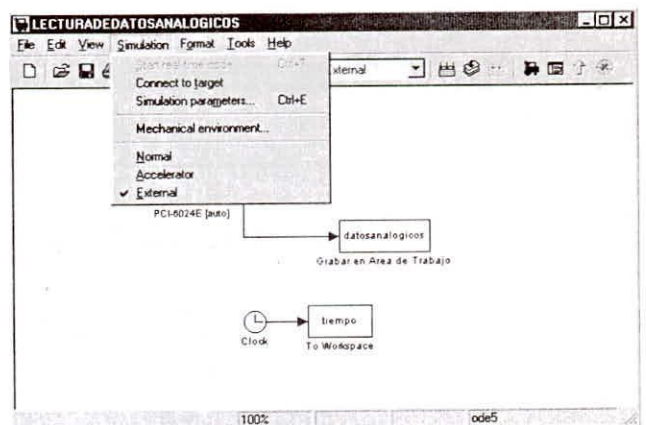 LECTURADEDATOSANALOGICOS
File Edit View Simulation Format Tools Help
Start real-time code Ctrl+T
Connect to target
Simulation parameters... Ctrl+E
Mechanical environment...
Normal
Accelerator
External
xternal
PCI-6024E [auto]
datosanalogicos
Grabar en Area de Trabajo
tiempo
Clock
To Workspace
100%
ode5